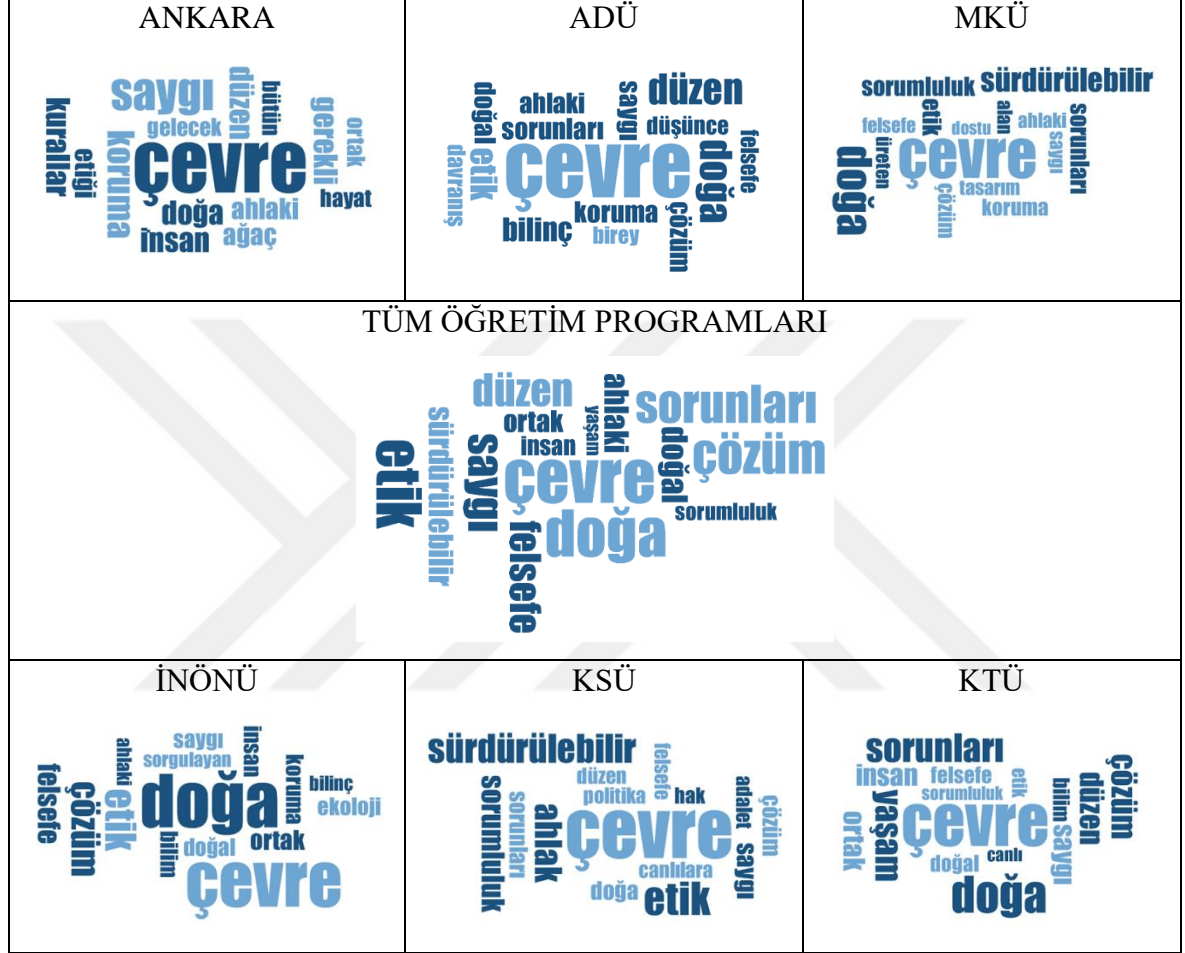 ANKARA
saygı
düzen
bütün
gerekli
ortak
kurallar
etiği
koruma
gelecek
çevre
hayat
doğa
ahlaki
insan
ağaç
ADÜ
doğal
ahlaki
saygı
düzen
sorunları
düşünce
felsefe
davranış
etik
çevre
doğa
koruma
çözüm
bilinç
birey
MKÜ
sorumluluk
sürdürülebilir
felsefe
etik
dostu
alan
ahlaki
sorunları
doğa
üreten
çevre
saygı
çözüm
tasarım
koruma
TÜM ÖĞRETİM PROGRAMLARI
düzen
ahlaki
sorunları
ortak
yaşam
insan
etik
sürdürülebilir
saygı
çevre
doğal
çözüm
sorumluluk
felsefe
doğa
İNÖNÜ
saygı
insan
ahlaki
sorgulayan
koruma
bilinç
felsefe
çözüm
etik
doğa
ekoloji
bilim
doğal
ortak
çevre
KSÜ
sürdürülebilir
felsefe
düzen
politika
hak
adalet
çözüm
sorumluluk
sorunları
ahlak
çevre
canlılara
saygı
doğa
etik
KTÜ
sorunları
çözüm
insan
felsefe
etik
düzen
sorumluluk
bilim
ortak
yaşam
çevre
saygı
doğal
canlı
doğa